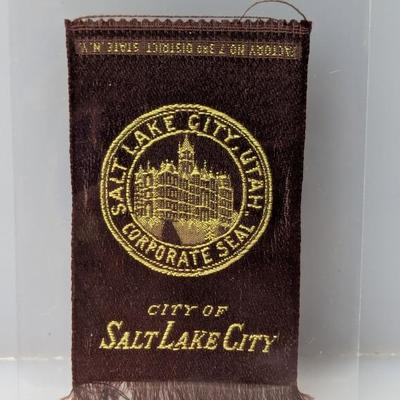 FACTORY NO. 7 3RD DISTRICT STATE N.Y.
SALT LAKE CITY, UTAH.
CORPORATE SEAL
CITY OF
SALT LAKE CITY